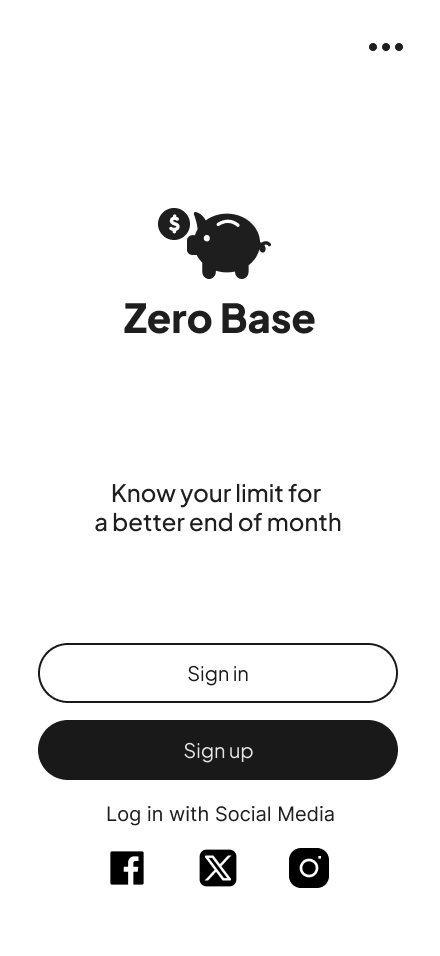 $
Zero Base
Know your limit for
a better end of month
Sign in
Sign up
Log in with Social Media